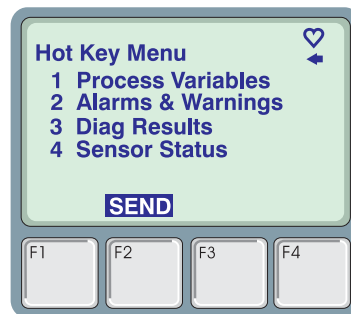 Hot Key Menu
1 Process Variables
2 Alarms & Warnings
3 Diag Results
4 Sensor Status
SEND
F1 F2 F3 F4